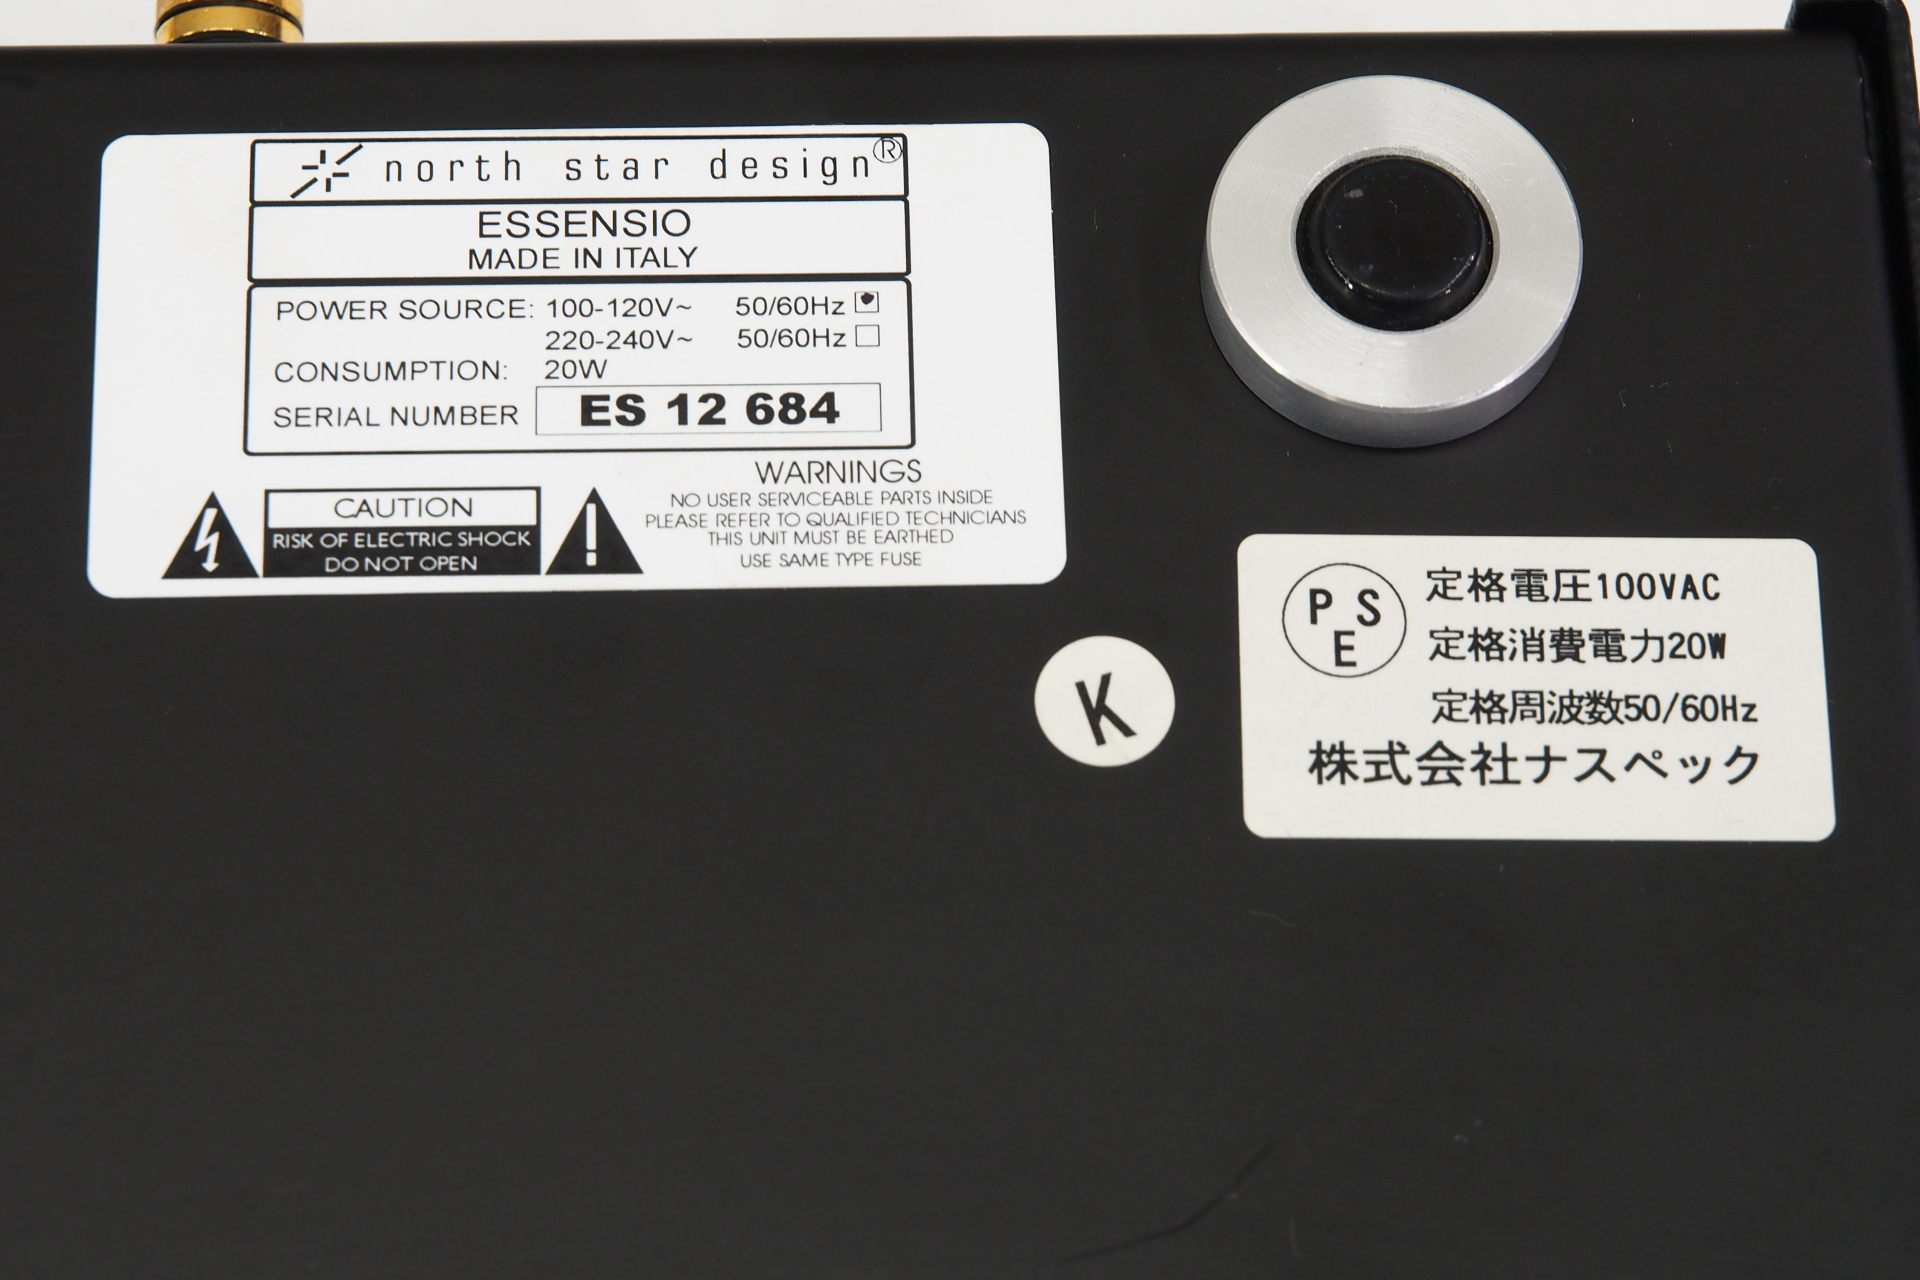 north star design®
ESSENSIO
MADE IN ITALY
POWER SOURCE: 100-120V~ 50/60Hz
220-240V~ 50/60Hz
CONSUMPTION: 20W
SERIAL NUMBER ES 12 684
CAUTION
RISK OF ELECTRIC SHOCK
DO NOT OPEN
WARNINGS
NO USER SERVICEABLE PARTS INSIDE
PLEASE REFER TO QUALIFIED TECHNICIANS
THIS UNIT MUST BE EARTHED
USE SAME TYPE FUSE
K
PSE
定格電圧100VAC
定格消費電力20W
定格周波数50/60Hz
株式会社ナスペック